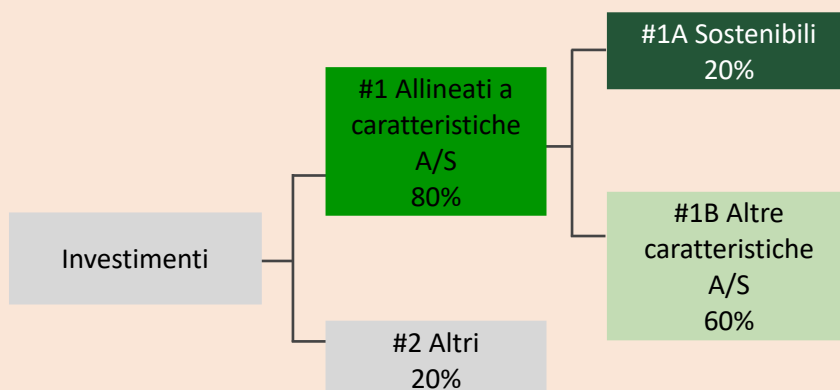 Investimenti
#1 Allineati a
caratteristiche
A/S
80%
#2 Altri
20%
#1A Sostenibili
20%
#1B Altre
caratteristiche
A/S
60%